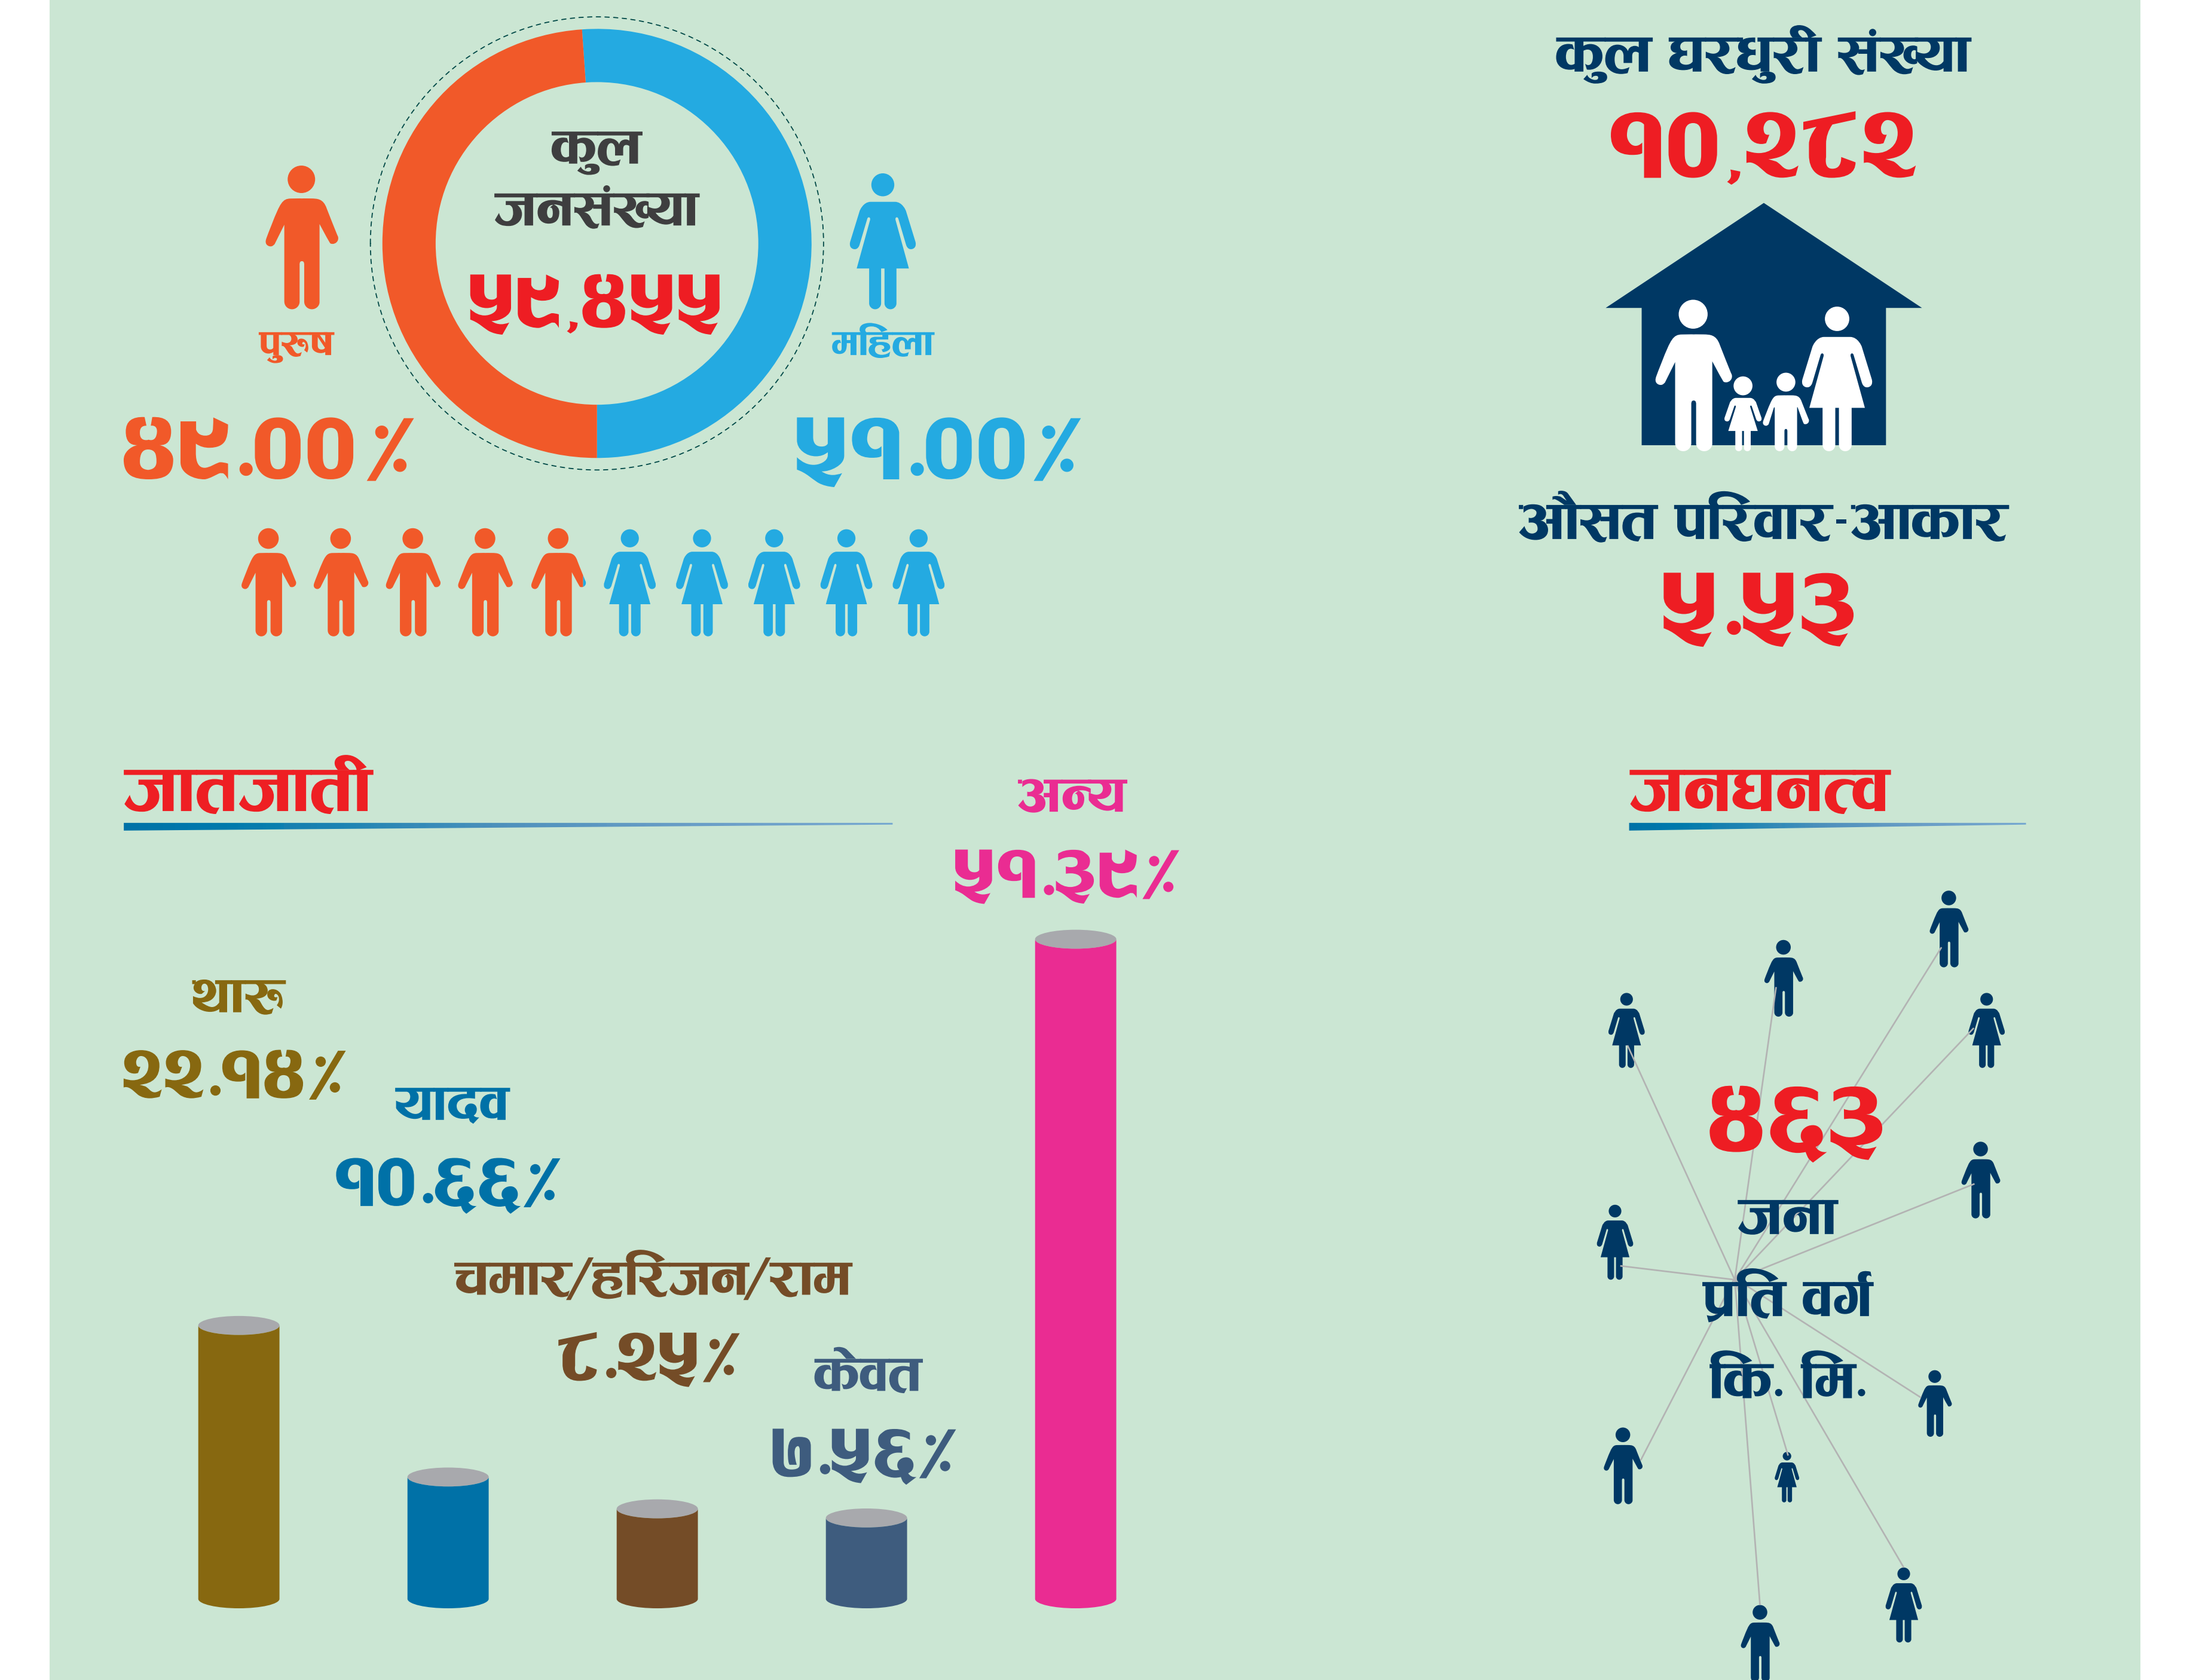 कुल
जनसंख्या
५९,४५५
पुरुष
महिला
४९.००%
५१.००%
कुल घरधुरी संख्या
१०,२८२
औसत परिवार-आकार
५.५३
जातजाती
थारु
२२.१४%
यादव
१०.६६%
चमार/हरिजन/राम
८.२५%
केवत
७.५६%
अन्य
५१.३९%
जनघनत्व
४६३
जना
प्रति वर्ग
कि. मि.